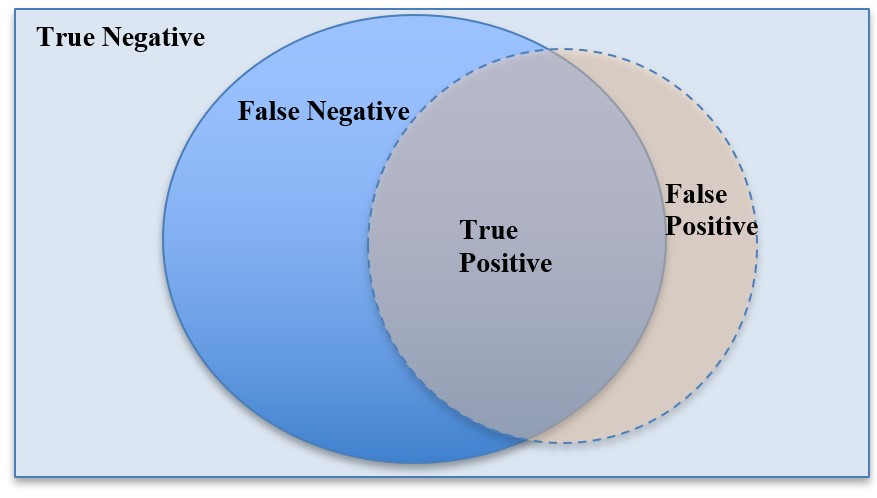 True Negative
False Negative
False
Positive
True
Positive